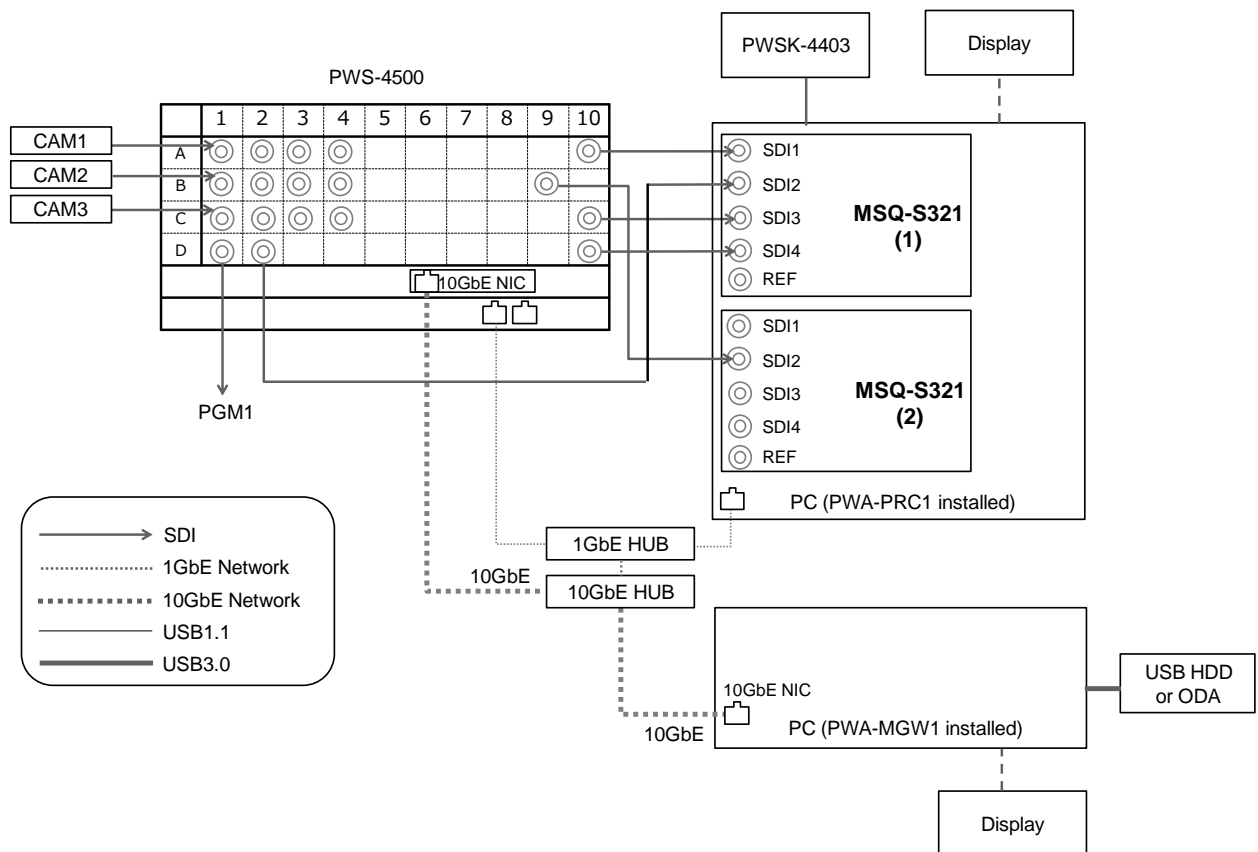 PWSK-4403
Display
PWS-4500
1 2 3 4 5 6 7 8 9 10
CAM1
CAM2
CAM3
A
B
C
D
10GbE NIC
PGM1
SDI1
SDI2
SDI3
SDI4
REF
MSQ-S321
(1)
SDI1
SDI2
SDI3
SDI4
REF
MSQ-S321
(2)
PC (PWA-PRC1 installed)
SDI
1GbE Network
10GbE Network
USB1.1
USB3.0
1GbE HUB
10GbE
10GbE HUB
10GbE NIC
10GbE
PC (PWA-MGW1 installed)
USB HDD
or ODA
Display